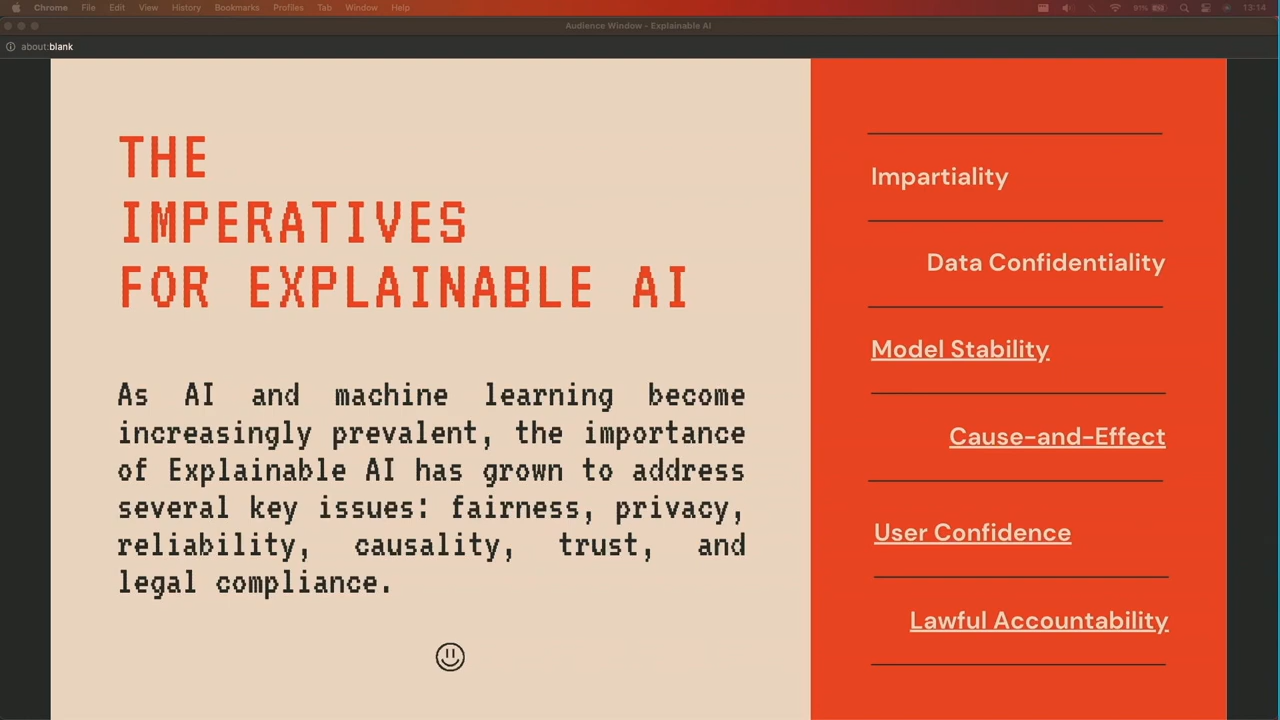 Chrome File Edit View History Bookmarks Profiles Tab Window Help 91% 13:14
Audience Window - Explainable AI
about:blank
THE
IMPERATIVES
FOR EXPLAINABLE AI
As AI and machine learning become
increasingly prevalent, the importance
of Explainable AI has grown to address
several key issues: fairness, privacy,
reliability, causality, trust, and
legal compliance.
Impartiality
Data Confidentiality
Model Stability
Cause-and-Effect
User Confidence
Lawful Accountability